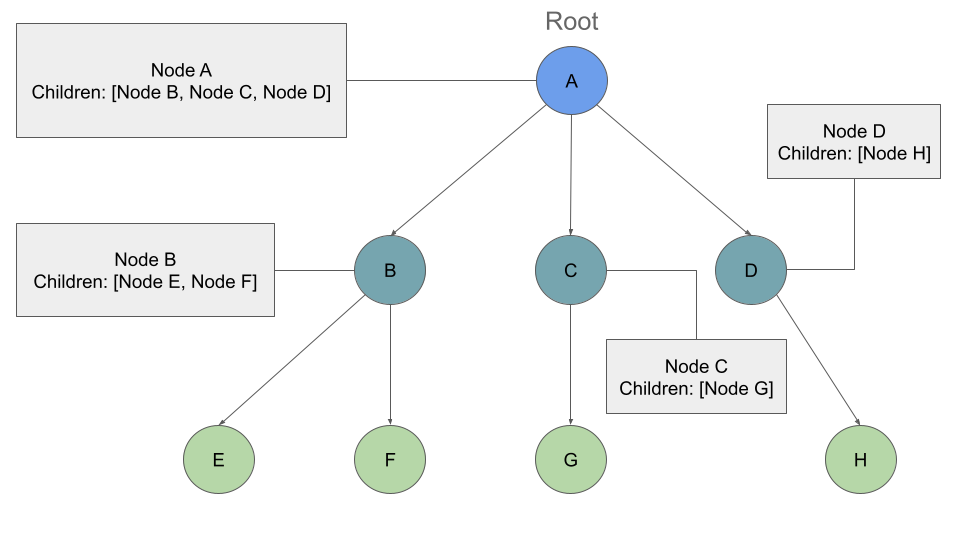 Root
Node A
Children: [Node B, Node C, Node D]
A
Node D
Children: [Node H]
Node B
Children: [Node E, Node F]
B
C
D
Node C
Children: [Node G]
E
F
G
H